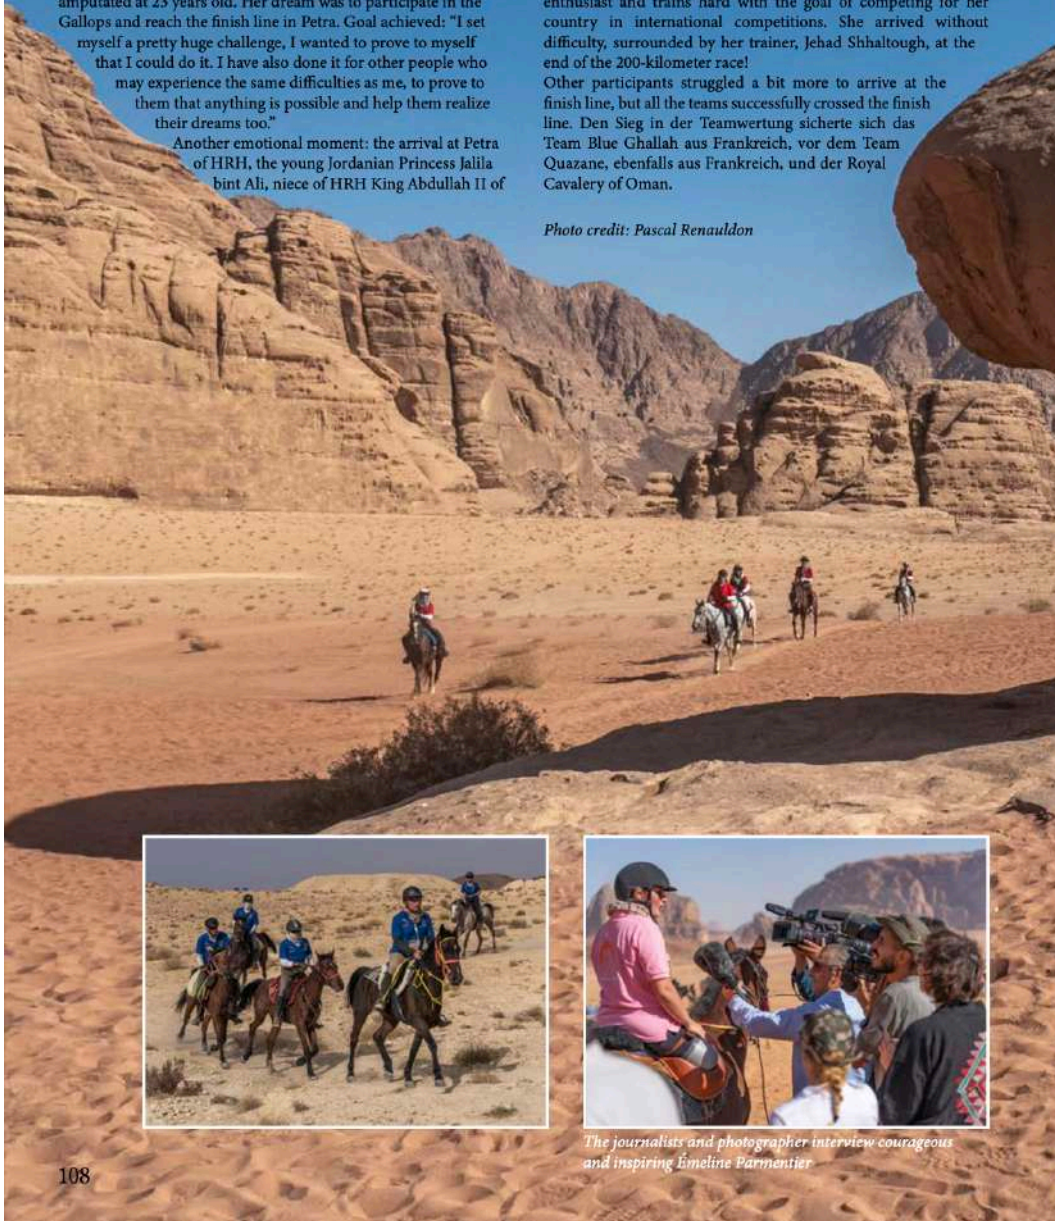 amputated at 23 years old. Her dream was to participate in the
Gallops and reach the finish line in Petra. Goal achieved: “I set
myself a pretty huge challenge, I wanted to prove to myself
that I could do it. I have also done it for other people who
may experience the same difficulties as me, to prove to
them that anything is possible and help them realize
their dreams too.”
Another emotional moment: the arrival at Petra
of HRH, the young Jordanian Princess Jalila
bint Ali, niece of HRH King Abdullah II of
enthusiast and trains hard with the goal of competing for her
country in international competitions. She arrived without
difficulty, surrounded by her trainer, Jehad Shhaltough, at the
end of the 200-kilometer race!
Other participants struggled a bit more to arrive at the
finish line, but all the teams successfully crossed the finish
line. Den Sieg in der Teamwertung sicherte sich das
Team Blue Ghallah aus Frankreich, vor dem Team
Quazane, ebenfalls aus Frankreich, und der Royal
Cavalery of Oman.
Photo credit: Pascal Renauldon
The journalists and photographer interview courageous
and inspiring Émeline Parmentier
108